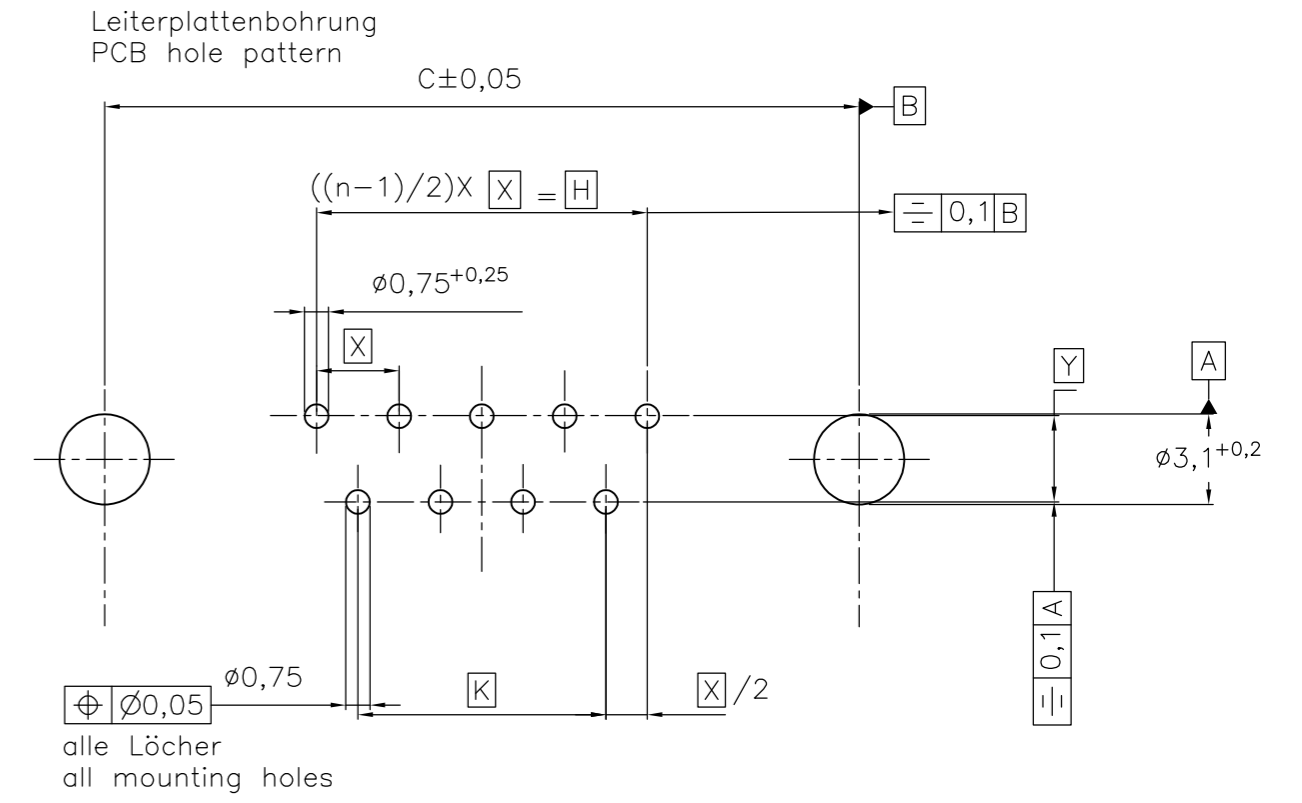 Leiterplattenbohrung
PCB hole pattern
C±0,05
B
((n-1)/2)X X = H
0,1 B
ø0,75+0,25
X
Y
A
ø3,1+0,2
0,1 A
ø0,75
K
X /2
⌖ Ø0,05
alle Löcher
all mounting holes